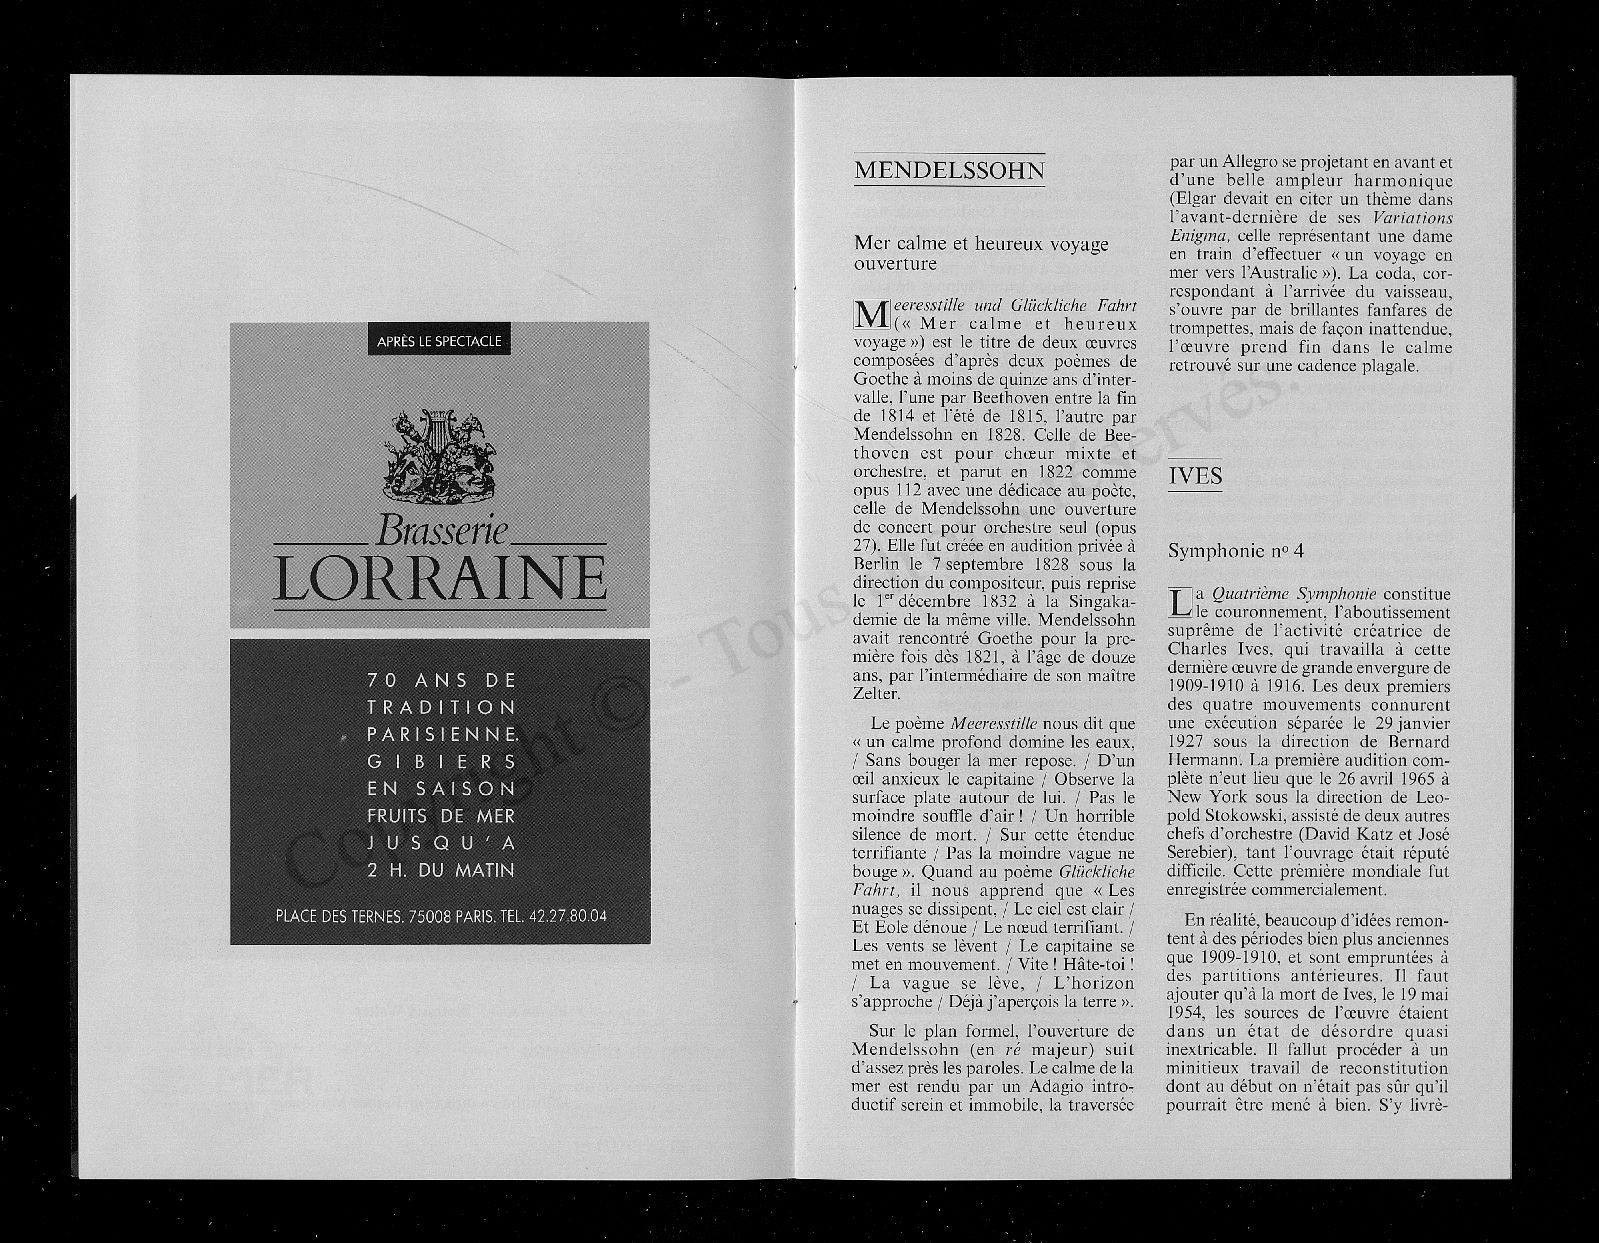 APRÈS LE SPECTACLE
Brasserie
LORRAINE
70 ANS DE
TRADITION
PARISIENNE.
GIBIERS
EN SAISON
FRUITS DE MER
JUSQU'A
2 H. DU MATIN
PLACE DES TERNES. 75008 PARIS. TEL. 42.27.80.04
MENDELSSOHN
Mer calme et heureux voyage
ouverture
Meeresstille und Glückliche Fahrt
(« Mer calme et heureux
voyage ») est le titre de deux œuvres
composées d'après deux poèmes de
Goethe à moins de quinze ans d'inter-
valle, l'une par Beethoven entre la fin
de 1814 et l'été de 1815, l'autre par
Mendelssohn en 1828. Celle de Bee-
thoven est pour chœur mixte et
orchestre, et parut en 1822 comme
opus 112 avec une dédicace au poète,
celle de Mendelssohn une ouverture
de concert pour orchestre seul (opus
27). Elle fut créée en audition privée à
Berlin le 7 septembre 1828 sous la
direction du compositeur, puis reprise
le 1er décembre 1832 à la Singaka-
demie de la même ville. Mendelssohn
avait rencontré Goethe pour la pre-
mière fois dès 1821, à l'âge de douze
ans, par l'intermédiaire de son maître
Zelter.
Le poème Meeresstille nous dit que
« un calme profond domine les eaux,
/ Sans bouger la mer repose. / D'un
œil anxieux le capitaine / Observe la
surface plate autour de lui. / Pas le
moindre souffle d'air ! / Un horrible
silence de mort. / Sur cette étendue
terrifiante / Pas la moindre vague ne
bouge ». Quand au poème Glückliche
Fahrt, il nous apprend que « Les
nuages se dissipent, / Le ciel est clair /
Et Eole dénoue / Le nœud terrifiant. /
Les vents se lèvent / Le capitaine se
met en mouvement. / Vite ! Hâte-toi !
/ La vague se lève, / L'horizon
s'approche / Déjà j'aperçois la terre ».
Sur le plan formel, l'ouverture de
Mendelssohn (en ré majeur) suit
d'assez près les paroles. Le calme de la
mer est rendu par un Adagio intro-
ductif serein et immobile, la traversée
par un Allegro se projetant en avant et
d'une belle ampleur harmonique
(Elgar devait en citer un thème dans
l'avant-dernière de ses Variations
Enigma, celle représentant une dame
en train d'effectuer « un voyage en
mer vers l'Australie »). La coda, cor-
respondant à l'arrivée du vaisseau,
s'ouvre par de brillantes fanfares de
trompettes, mais de façon inattendue,
l'œuvre prend fin dans le calme
retrouvé sur une cadence plagale.
IVES
Symphonie nº 4
La Quatrième Symphonie constitue
le couronnement, l'aboutissement
suprême de l'activité créatrice de
Charles Ives, qui travailla à cette
dernière œuvre de grande envergure de
1909-1910 à 1916. Les deux premiers
des quatre mouvements connurent
une exécution séparée le 29 janvier
1927 sous la direction de Bernard
Hermann. La première audition com-
plète n'eut lieu que le 26 avril 1965 à
New York sous la direction de Leo-
pold Stokowski, assisté de deux autres
chefs d'orchestre (David Katz et José
Serebier), tant l'ouvrage était réputé
difficile. Cette première mondiale fut
enregistrée commercialement.
En réalité, beaucoup d'idées remon-
tent à des périodes bien plus anciennes
que 1909-1910, et sont empruntées à
des partitions antérieures. Il faut
ajouter qu'à la mort de Ives, le 19 mai
1954, les sources de l'œuvre étaient
dans un état de désordre quasi
inextricable. Il fallut procéder à un
minitieux travail de reconstitution
dont au début on n'était pas sûr qu'il
pourrait être mené à bien. S'y livrè-